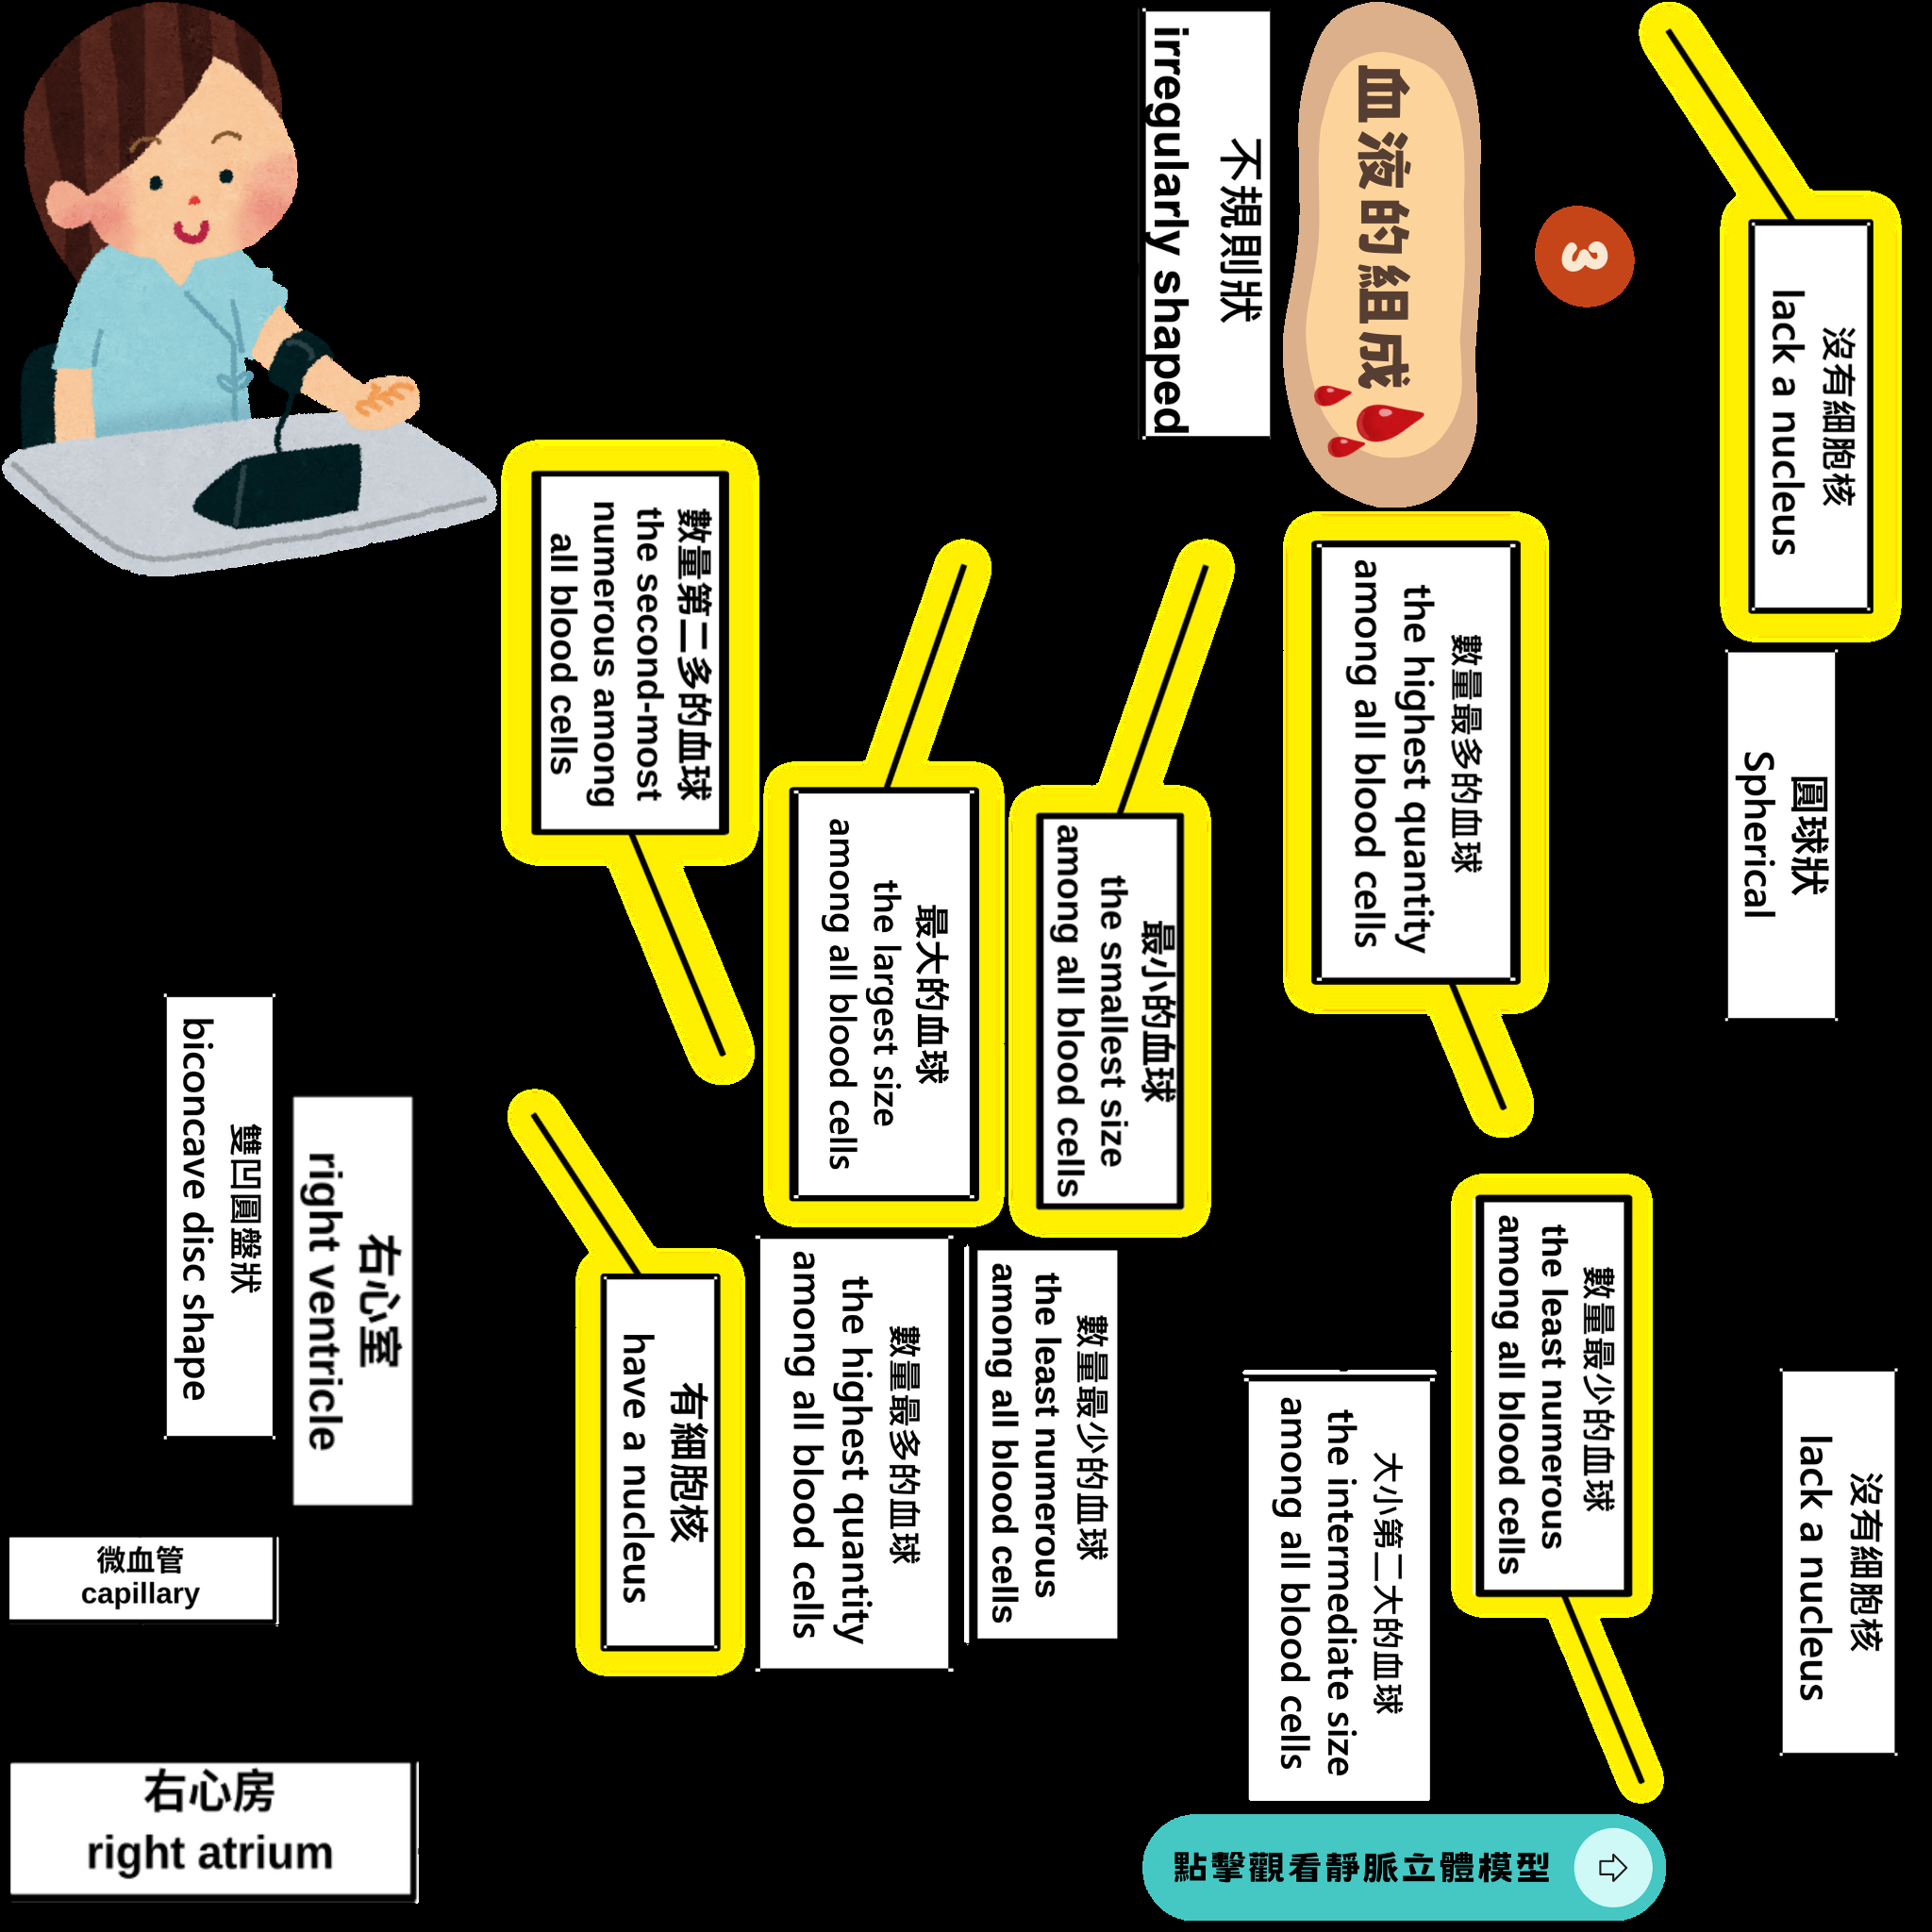 不規則狀
irregularly shaped
血液的組成
3
沒有細胞核
lack a nucleus
數量第二多的血球
the second-most
numerous among
all blood cells
最大的血球
the largest size
among all blood cells
最小的血球
the smallest size
among all blood cells
數量最多的血球
the highest quantity
among all blood cells
圓球狀
Spherical
雙凹圓盤狀
biconcave disc shape
右心室
right ventricle
有細胞核
have a nucleus
數量最多的血球
the highest quantity
among all blood cells
數量最少的血球
the least numerous
among all blood cells
大小第二大的血球
the intermediate size
among all blood cells
數量最少的血球
the least numerous
among all blood cells
沒有細胞核
lack a nucleus
微血管
capillary
右心房
right atrium
點擊觀看靜脈立體模型